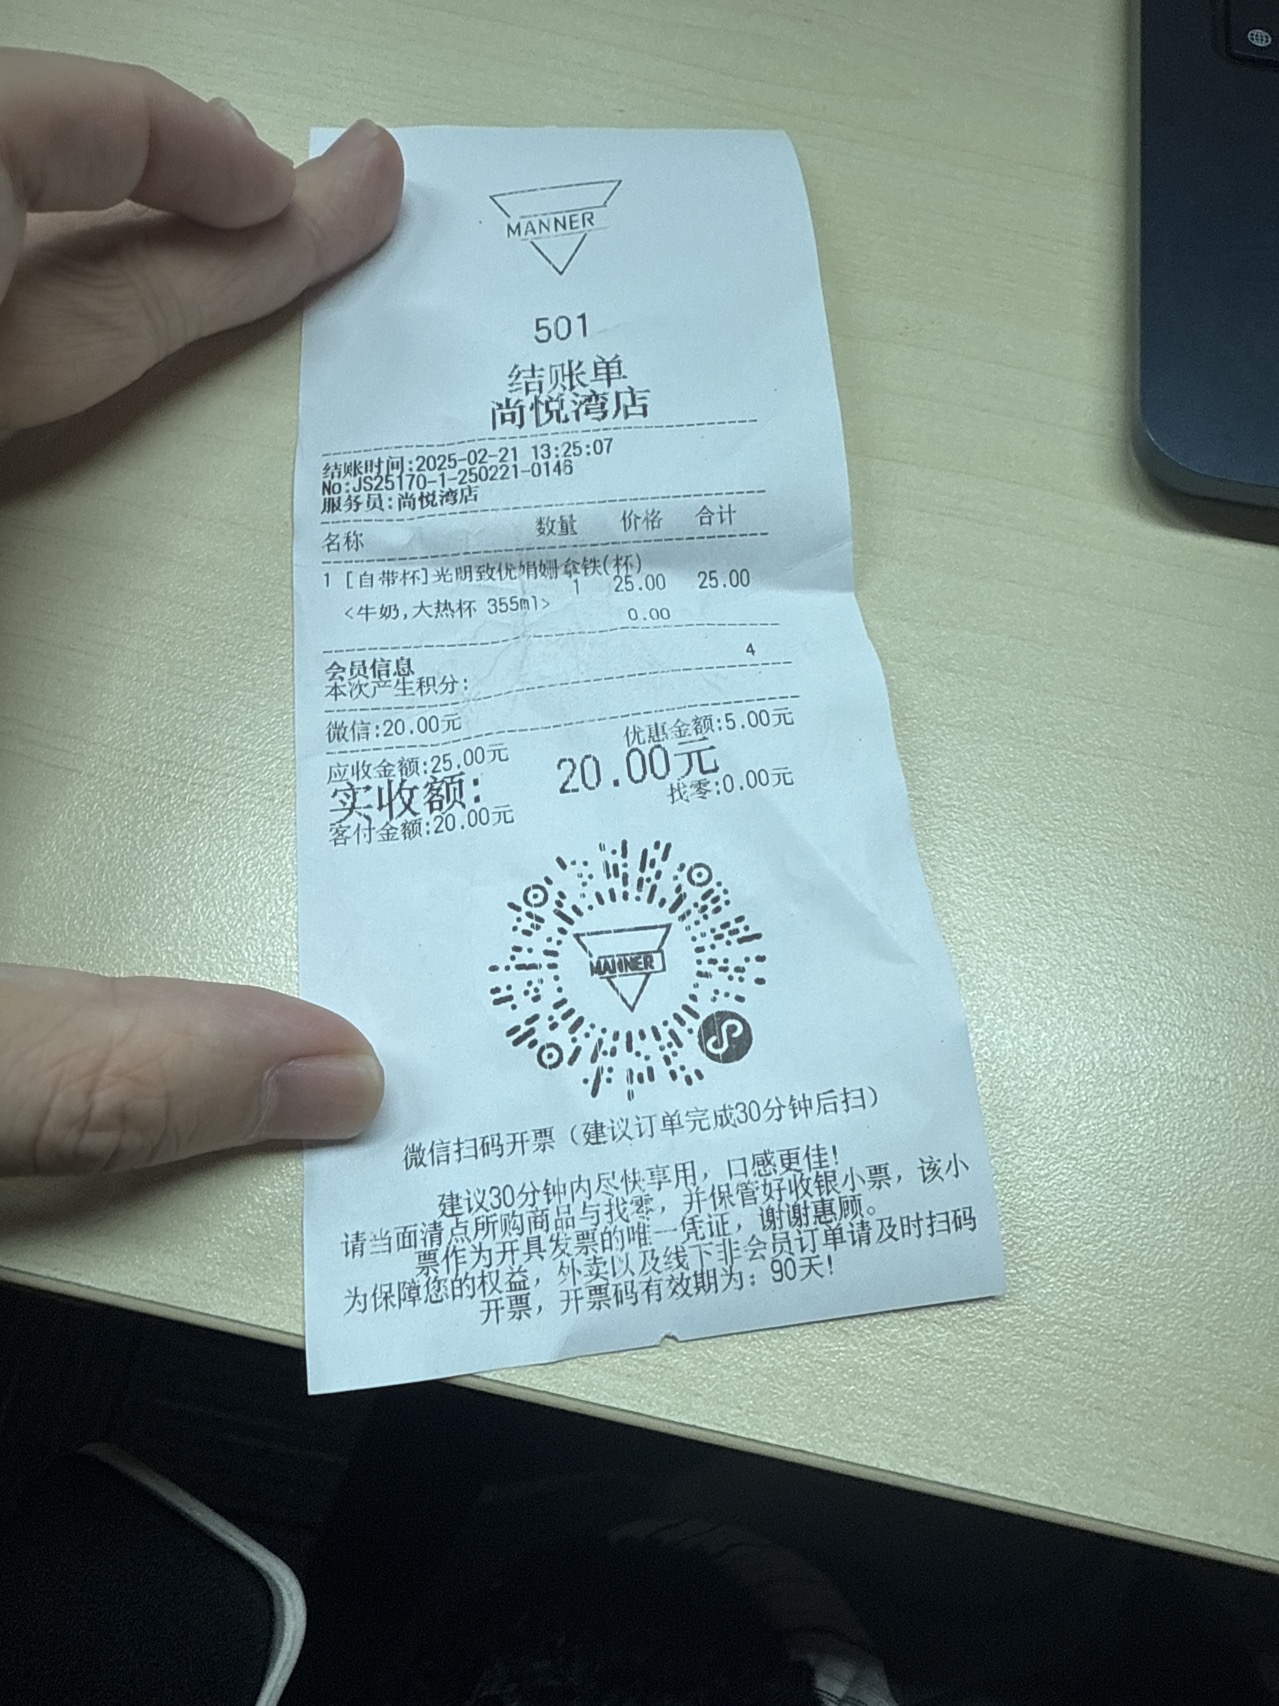 MANNER
501
结账单
尚悦湾店
结账时间:2025-02-21 13:25:07
No:JS25170-1-250221-0146
服务员:尚悦湾店
名称 数量 价格 合计
1 [自带杯]光明致优娟姗拿铁(杯)
1 25.00 25.00
<牛奶,大热杯 355ml> 0.00
会员信息
本次产生积分: 4
微信:20.00元
应收金额:25.00元 优惠金额:5.00元
实收额: 20.00元
客付金额:20.00元 找零:0.00元
MANNER
微信扫码开票（建议订单完成30分钟后扫）
建议30分钟内尽快享用，口感更佳!
请当面清点所购商品与找零，并保管好收银小票，该小
票作为开具发票的唯一凭证，谢谢惠顾。
为保障您的权益，外卖以及线下非会员订单请及时扫码
开票，开票码有效期为：90天!